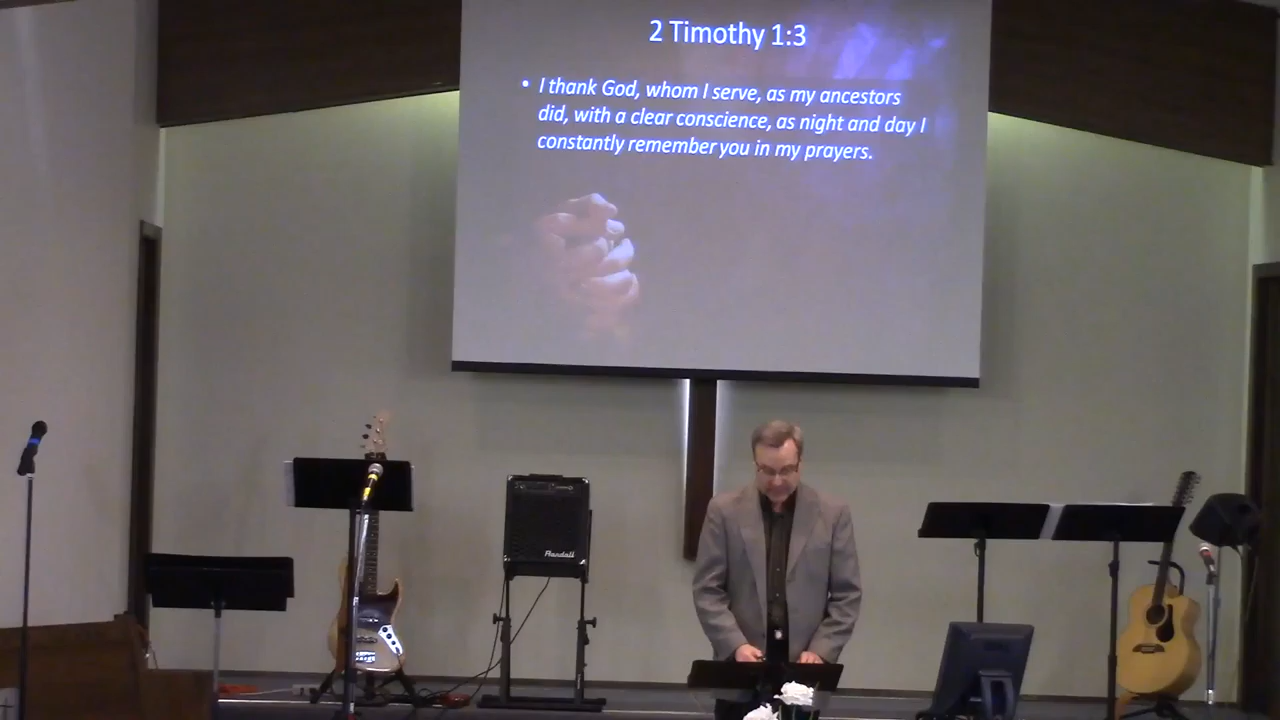 2 Timothy 1:3
• I thank God, whom I serve, as my ancestors
did, with a clear conscience, as night and day I
constantly remember you in my prayers.
Randall